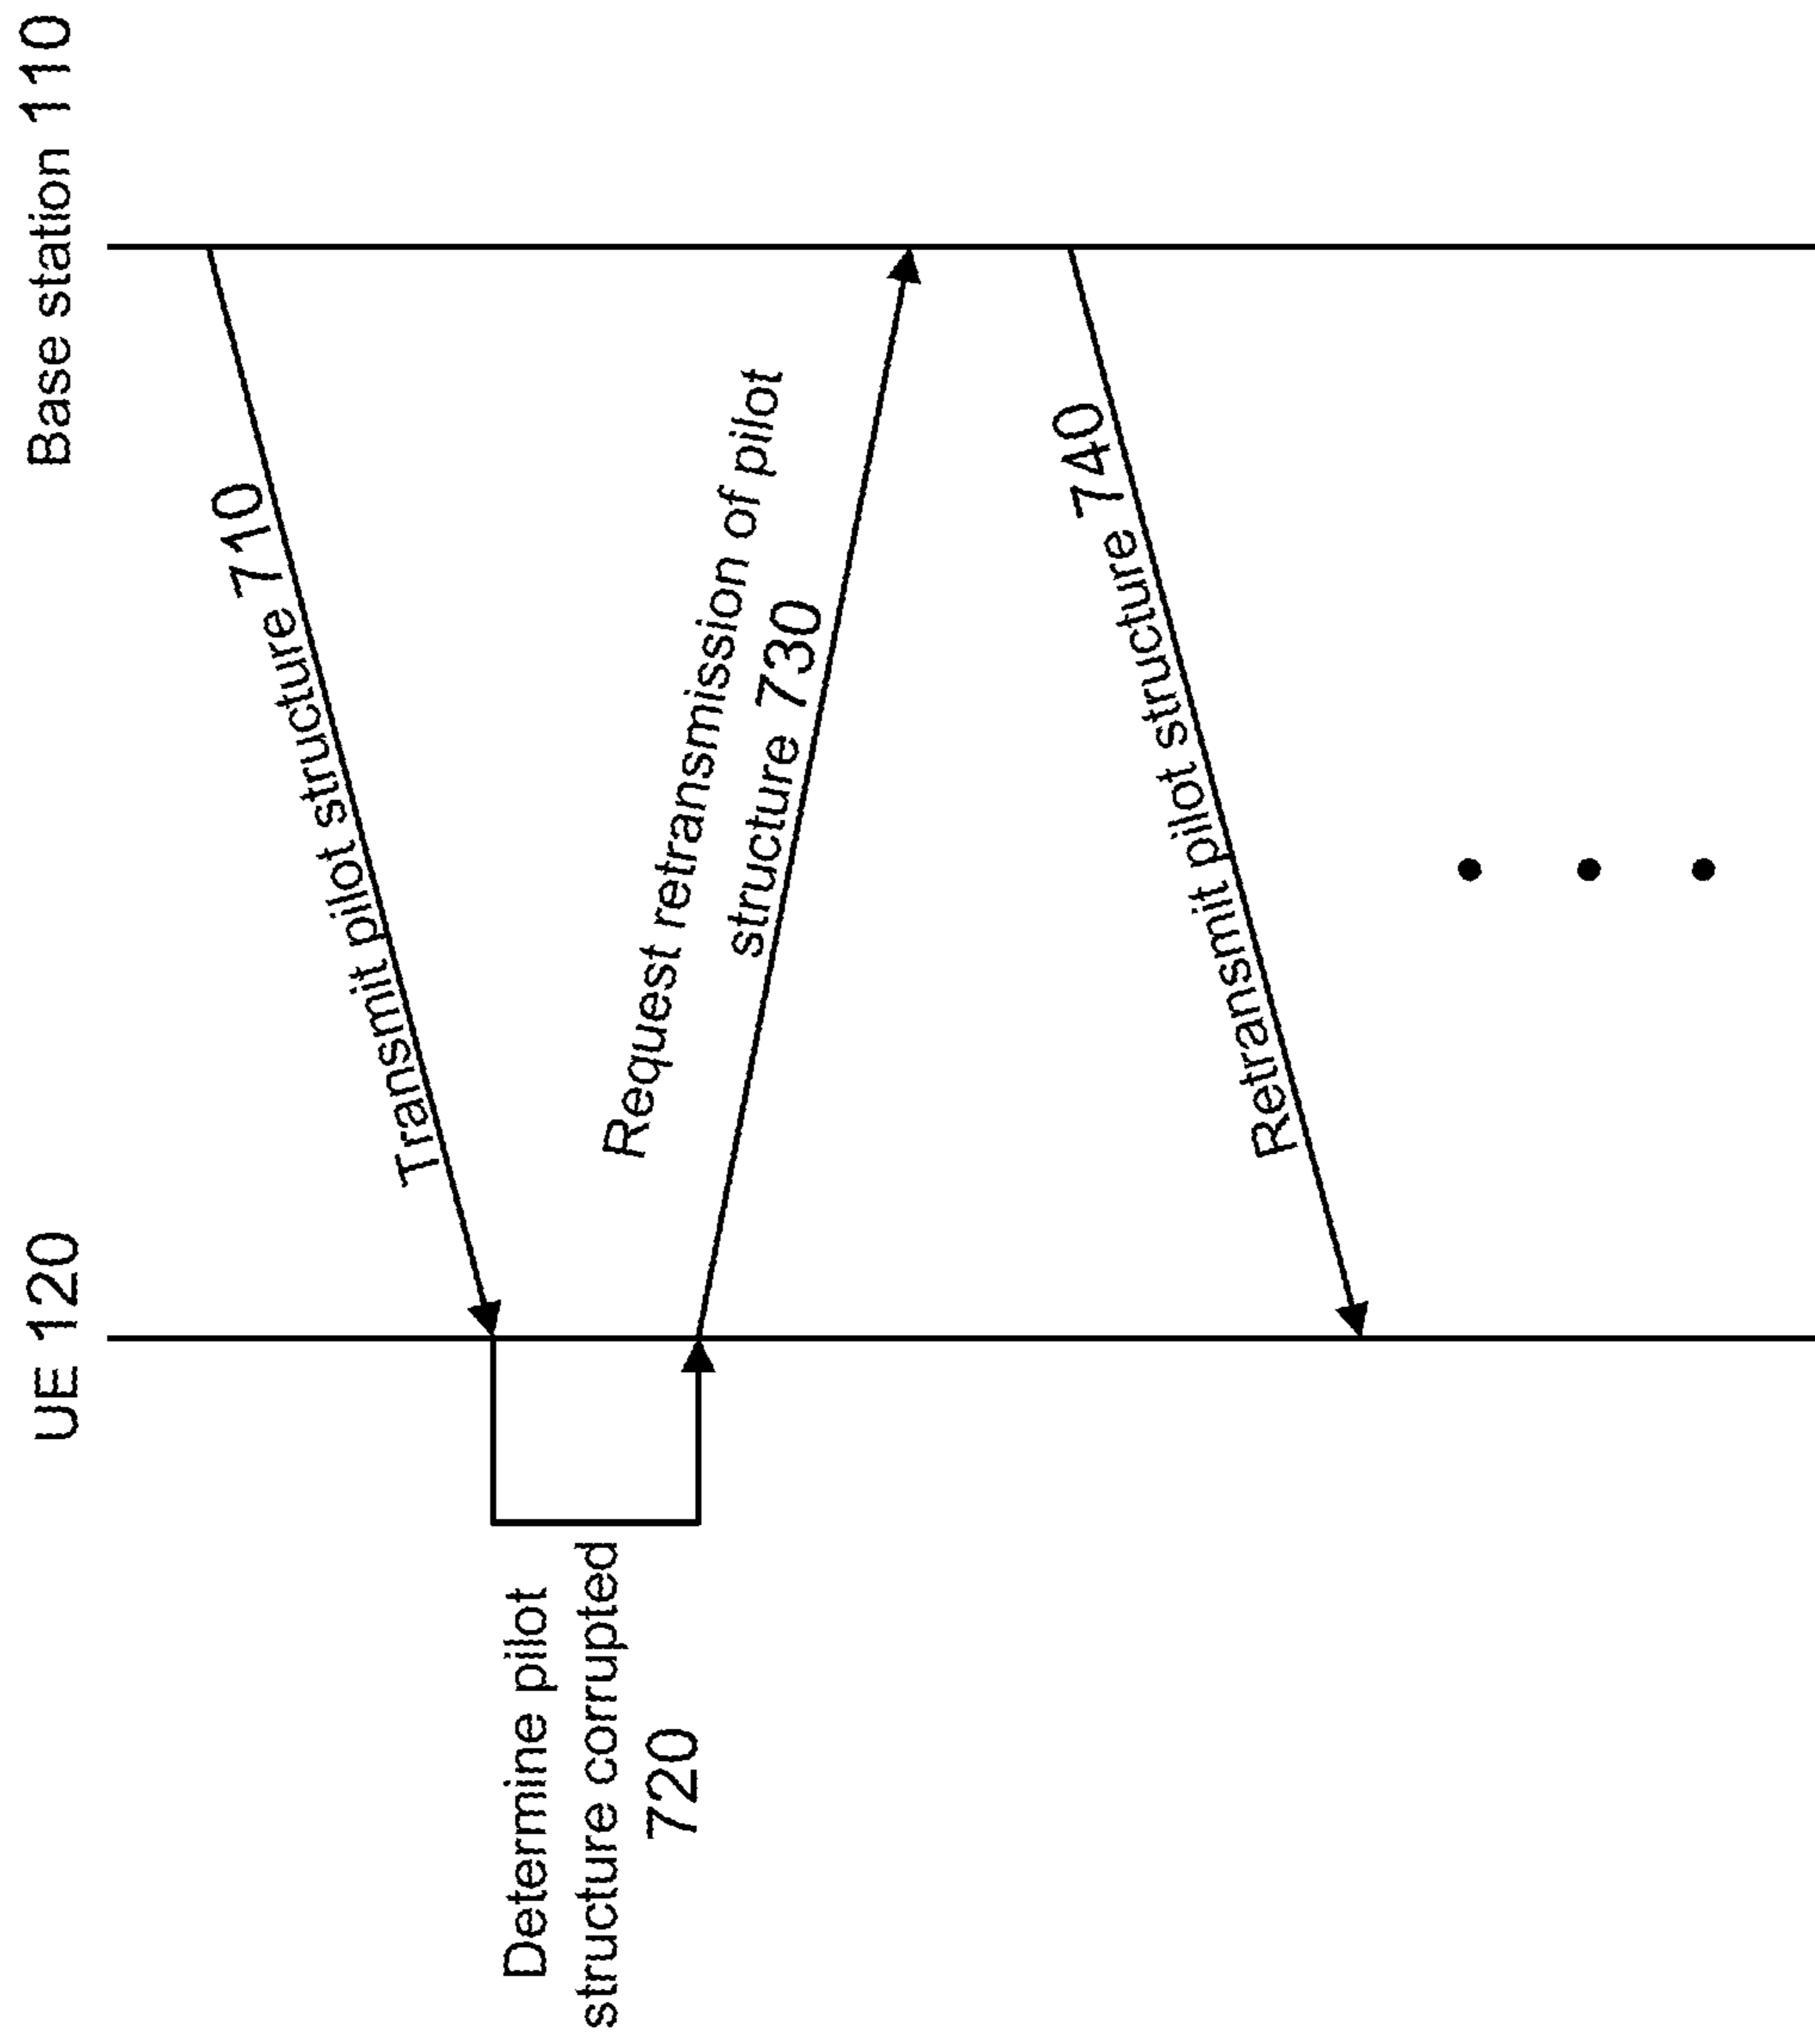 UE 120
Base station 110
Transmit pilot structure 710
Determine pilot
structure corrupted
720
Request retransmission of pilot
structure 730
Retransmit pilot structure 740